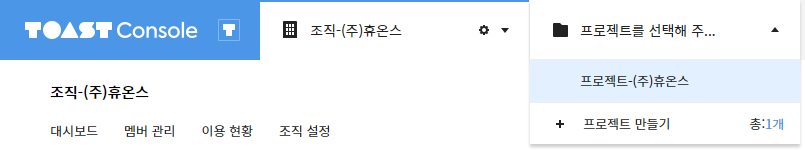 TOAST Console
T
조직-(주)휴온스
프로젝트를 선택해 주...
조직-(주)휴온스
대시보드 멤버 관리 이용 현황 조직 설정
프로젝트-(주)휴온스
+ 프로젝트 만들기 총:1개